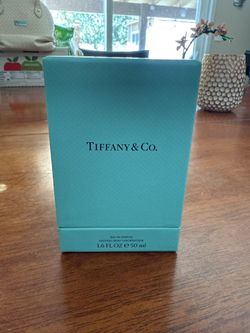 TIFFANY & CO.
EAU DE PARFUM
1.6 FL OZ ℮ 50 ml